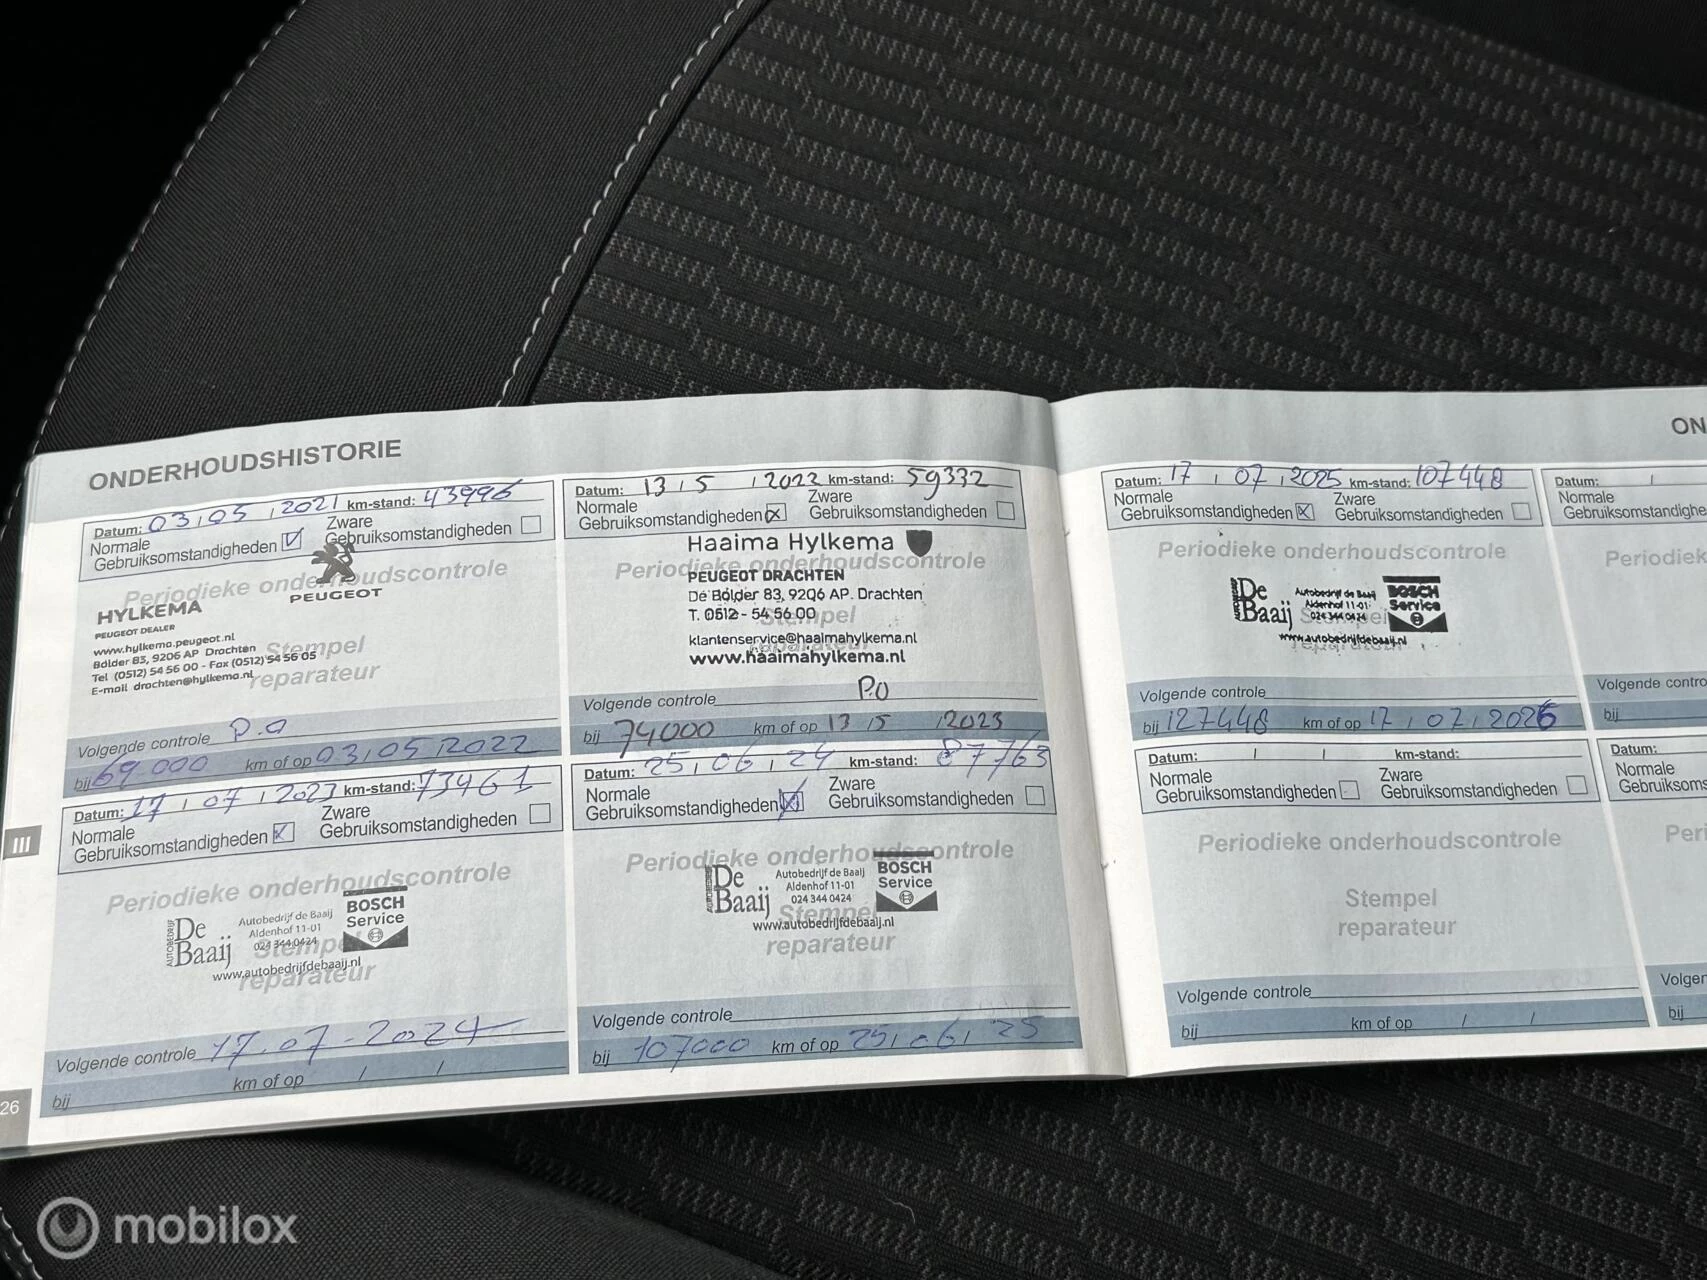 ONDERHOUDSHISTORIE
Datum: 03 / 05 / 2021 km-stand: 43996
Normale
Gebruiksomstandigheden
Zware
Gebruiksomstandigheden
Periodieke onderhoudscontrole
PEUGEOT
HYLKEMA
PEUGEOT DEALER
www.hylkema.peugeot.nl
Bolder 83, 9206 AP Drachten
Tel (0512) 54 56 00 - Fax (0512) 54 56 05
E-mail drachten@hylkema.nl
Stempel
reparateur
Volgende controle P.O
bij 69.000 km of op 03 / 05 / 2022
Datum: 13 / 5 / 2022 km-stand: 59332
Normale
Gebruiksomstandigheden
Zware
Gebruiksomstandigheden
Periodieke onderhoudscontrole
Haaima Hylkema
PEUGEOT DRACHTEN
De Bolder 83, 9206 AP. Drachten
T. 0512 - 54 56 00
klantenservice@haaimahylkema.nl
www.haaimahylkema.nl
Stempel
reparateur
Volgende controle P.O
bij 74000 km of op 13 / 5 / 2023
Datum: 17 / 07 / 2023 km-stand: 73461
Normale
Gebruiksomstandigheden
Zware
Gebruiksomstandigheden
Periodieke onderhoudscontrole
AUTOBEDRIJF
De
Baaij
Autobedrijf de Baaij
Aldenhof 11-01
024 344 0424
www.autobedrijfdebaaij.nl
BOSCH
Service
Stempel
reparateur
Volgende controle 17.07-2024
bij km of op / /
Datum: 25 / 06 / 24 km-stand: 87763
Normale
Gebruiksomstandigheden
Zware
Gebruiksomstandigheden
Periodieke onderhoudscontrole
De
Baaij
Autobedrijf de Baaij
Aldenhof 11-01
024 344 0424
www.autobedrijfdebaaij.nl
BOSCH
Service
Stempel
reparateur
Volgende controle
bij 107000 km of op 25 / 06 / 25
III
26
ON
Datum: 17 / 07 / 2025 km-stand: 107448
Normale
Gebruiksomstandigheden
Zware
Gebruiksomstandigheden
Periodieke onderhoudscontrole
De
Baaij
Autobedrijf de Baaij
Aldenhof 11-01
024 344 0424
www.autobedrijfdebaaij.nl
BOSCH
Service
Volgende controle
bij 127448 km of op 17 / 07 / 2026
Datum: / / km-stand:
Normale
Gebruiksomstandigheden
Zware
Gebruiksomstandigheden
Periodieke onderhoudscontrole
Stempel
reparateur
Volgende controle
bij km of op / /
Datum: /
Normale
Gebruiksomstandighe
Periodiek
Volgende contro
bij
Datum:
Normale
Gebruiksoms
Peri
Volgen
bij
mobilox